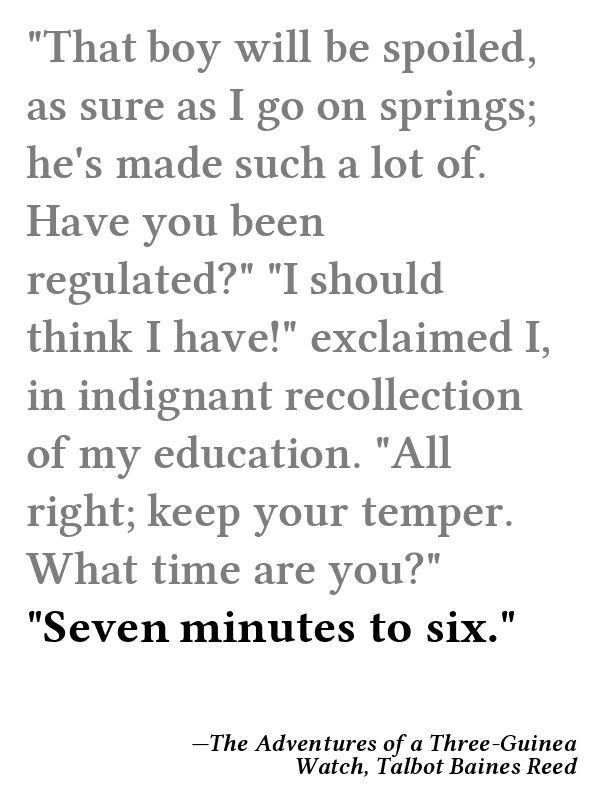 "That boy will be spoiled,
as sure as I go on springs;
he's made such a lot of.
Have you been
regulated?" "I should
think I have!" exclaimed I,
in indignant recollection
of my education. "All
right; keep your temper.
What time are you?"
"Seven minutes to six."
—The Adventures of a Three-Guinea
Watch, Talbot Baines Reed